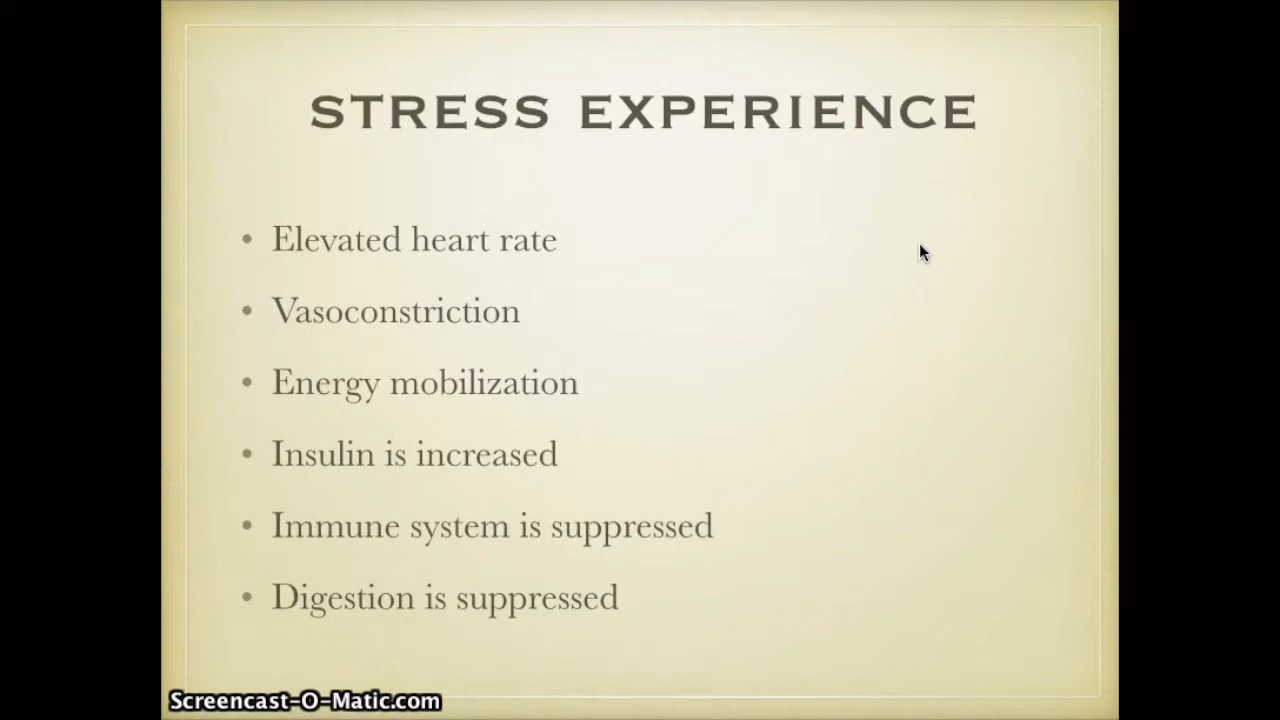 STRESS EXPERIENCE
• Elevated heart rate
• Vasoconstriction
• Energy mobilization
• Insulin is increased
• Immune system is suppressed
• Digestion is suppressed
Screencast-O-Matic.com